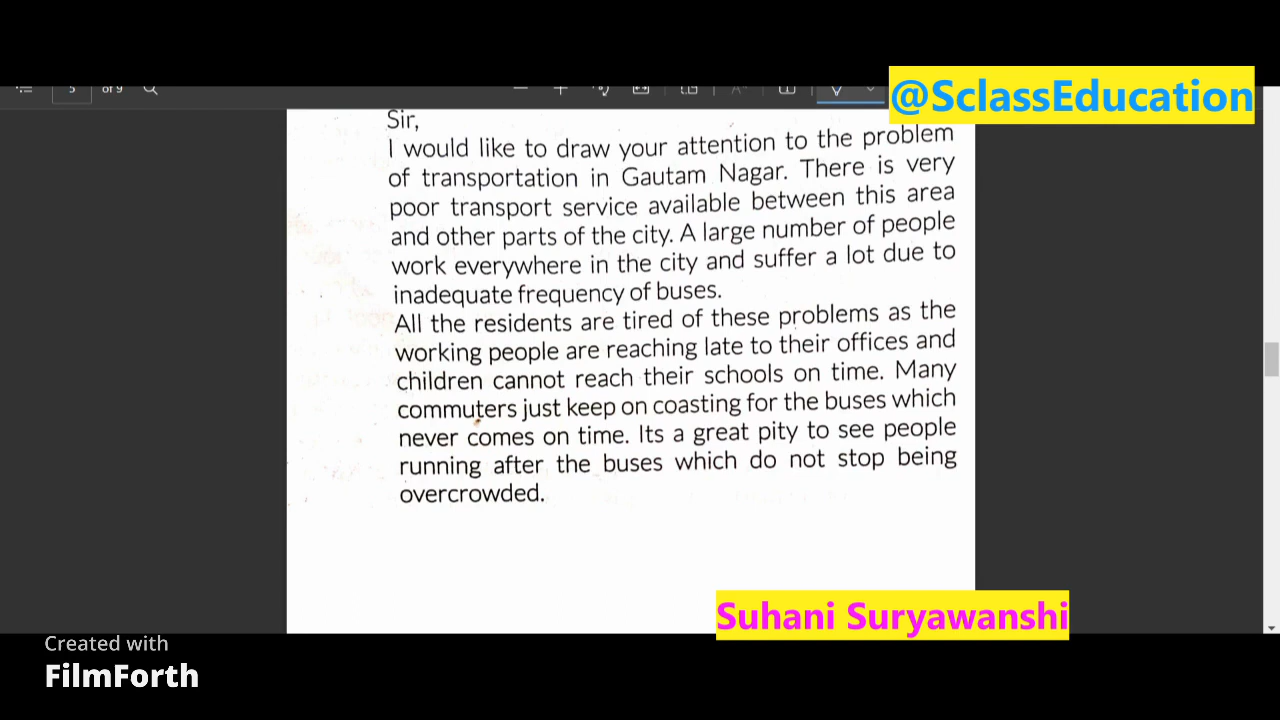 @SclassEducation
5 of 9
Sir,
I would like to draw your attention to the problem
of transportation in Gautam Nagar. There is very
poor transport service available between this area
and other parts of the city. A large number of people
work everywhere in the city and suffer a lot due to
inadequate frequency of buses.
All the residents are tired of these problems as the
working people are reaching late to their offices and
children cannot reach their schools on time. Many
commuters just keep on coasting for the buses which
never comes on time. Its a great pity to see people
running after the buses which do not stop being
overcrowded.
Suhani Suryawanshi
Created with
FilmForth